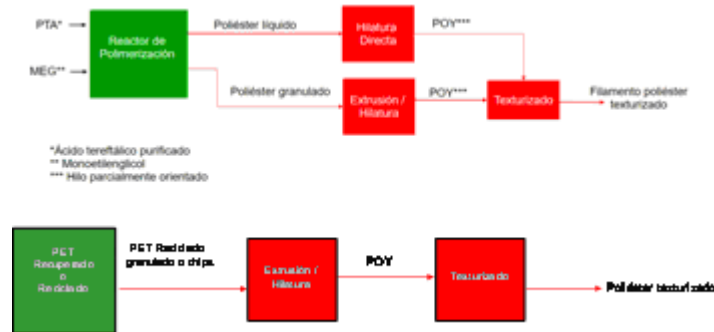 PTA*
MEG**
Reactor de
Polimerización
Poliéster líquido
Poliéster granulado
Hilatura
Directa
Extrusión /
Hilatura
POY***
POY***
Texturizado
Filamento poliéster
texturizado
*Ácido tereftálico purificado
** Monoetilenglicol
*** Hilo parcialmente orientado
PET
Recuperado
o
Reciclado
PET Reciclado
granulado o chips
Extrusión /
Hilatura
POY
Texturizado
Poliéster texturizado